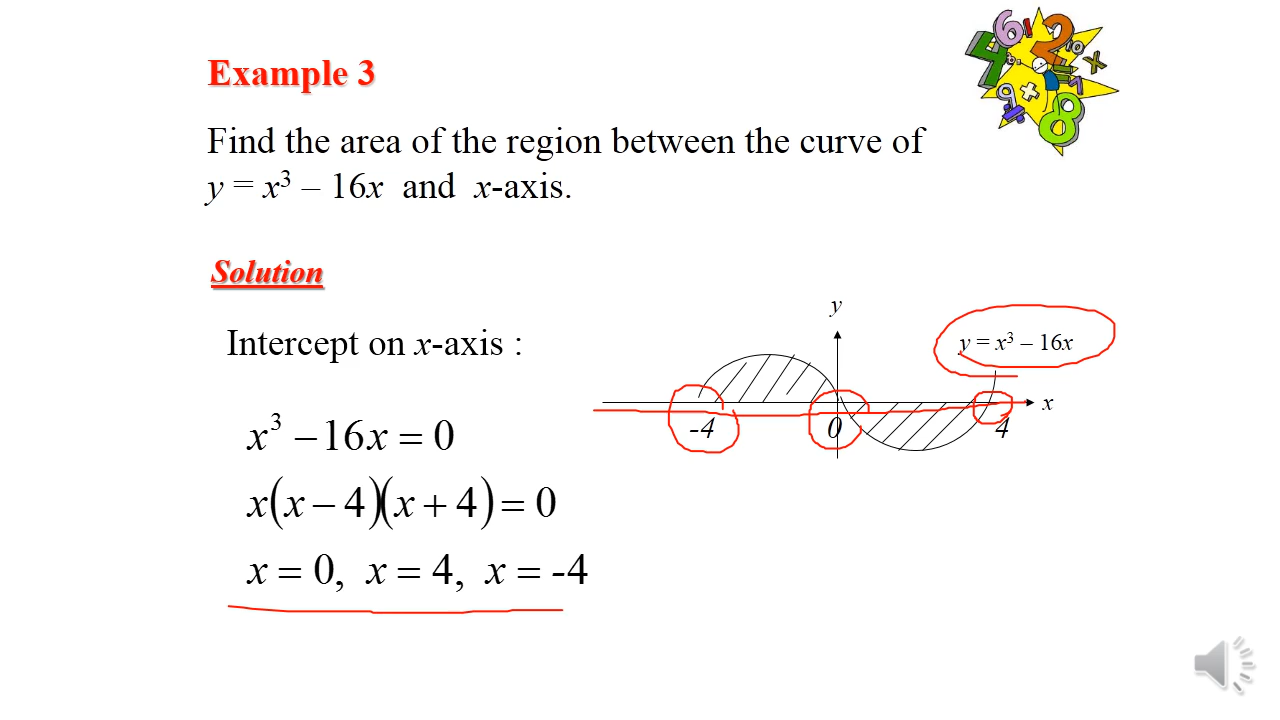 Example 3
Find the area of the region between the curve of
y = x³ – 16x and x-axis.
Solution
Intercept on x-axis :
x³ − 16x = 0
x(x − 4)(x + 4) = 0
x = 0, x = 4, x = -4
y
y = x³ – 16x
x
-4
0
4